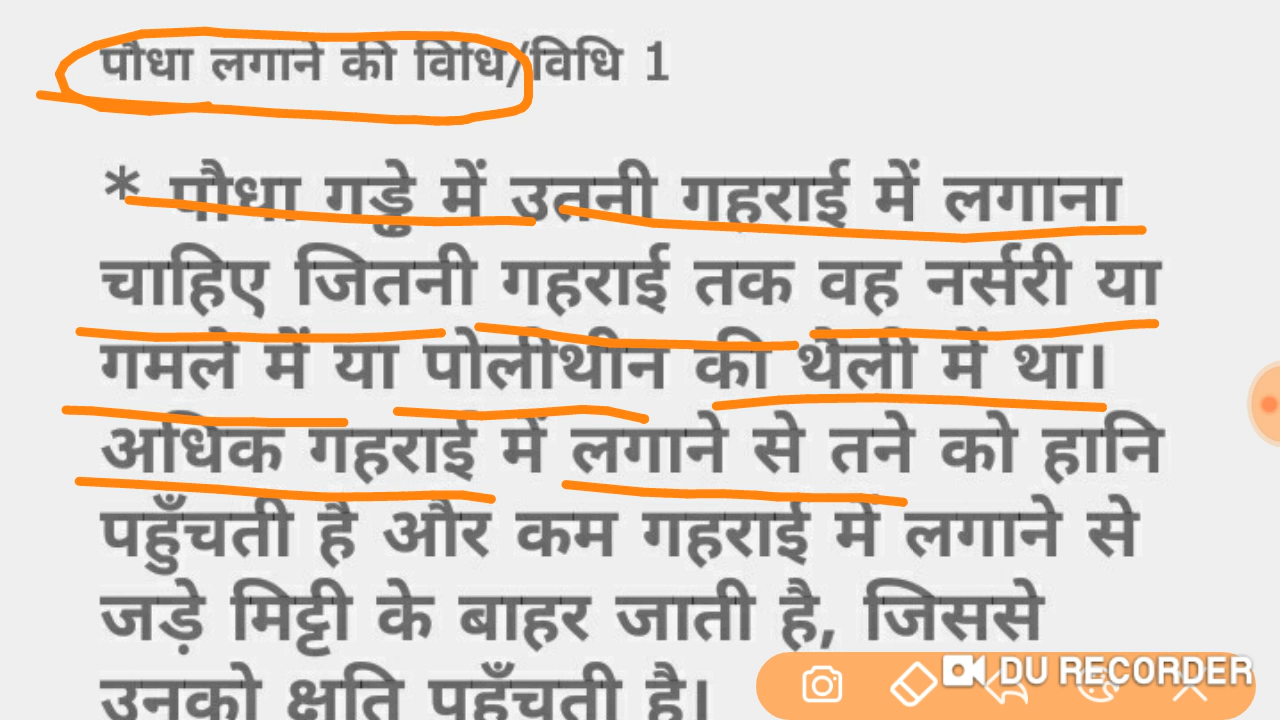 पौधा लगाने की विधि/विधि 1
* पौधा गड्ढे में उतनी गहराई में लगाना
चाहिए जितनी गहराई तक वह नर्सरी या
गमले में या पोलीथीन की थैली में था।
अधिक गहराई में लगाने से तने को हानि
पहुँचती है और कम गहराई में लगाने से
जड़े मिट्टी के बाहर जाती है, जिससे
उनको क्षति पहुँचती है।
DU RECORDER